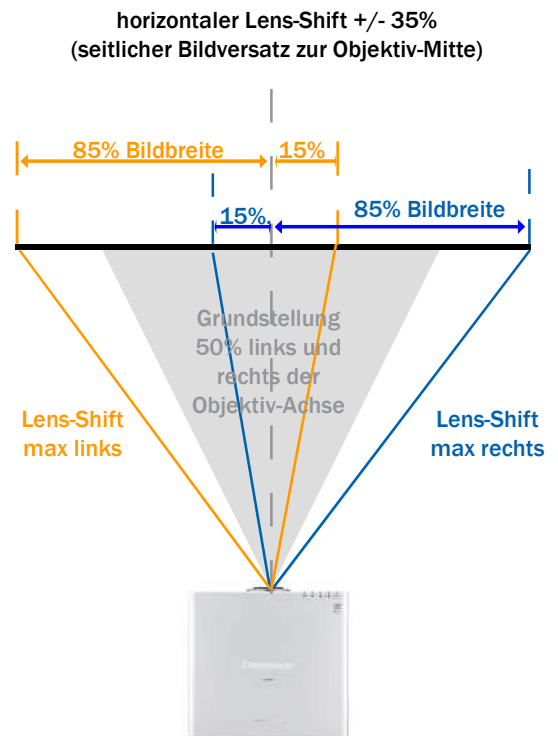 horizontaler Lens-Shift +/- 35%
(seitlicher Bildversatz zur Objektiv-Mitte)
85% Bildbreite
15%
15%
85% Bildbreite
Grundstellung
50% links und
rechts der
Objektiv-Achse
Lens-Shift
max links
Lens-Shift
max rechts